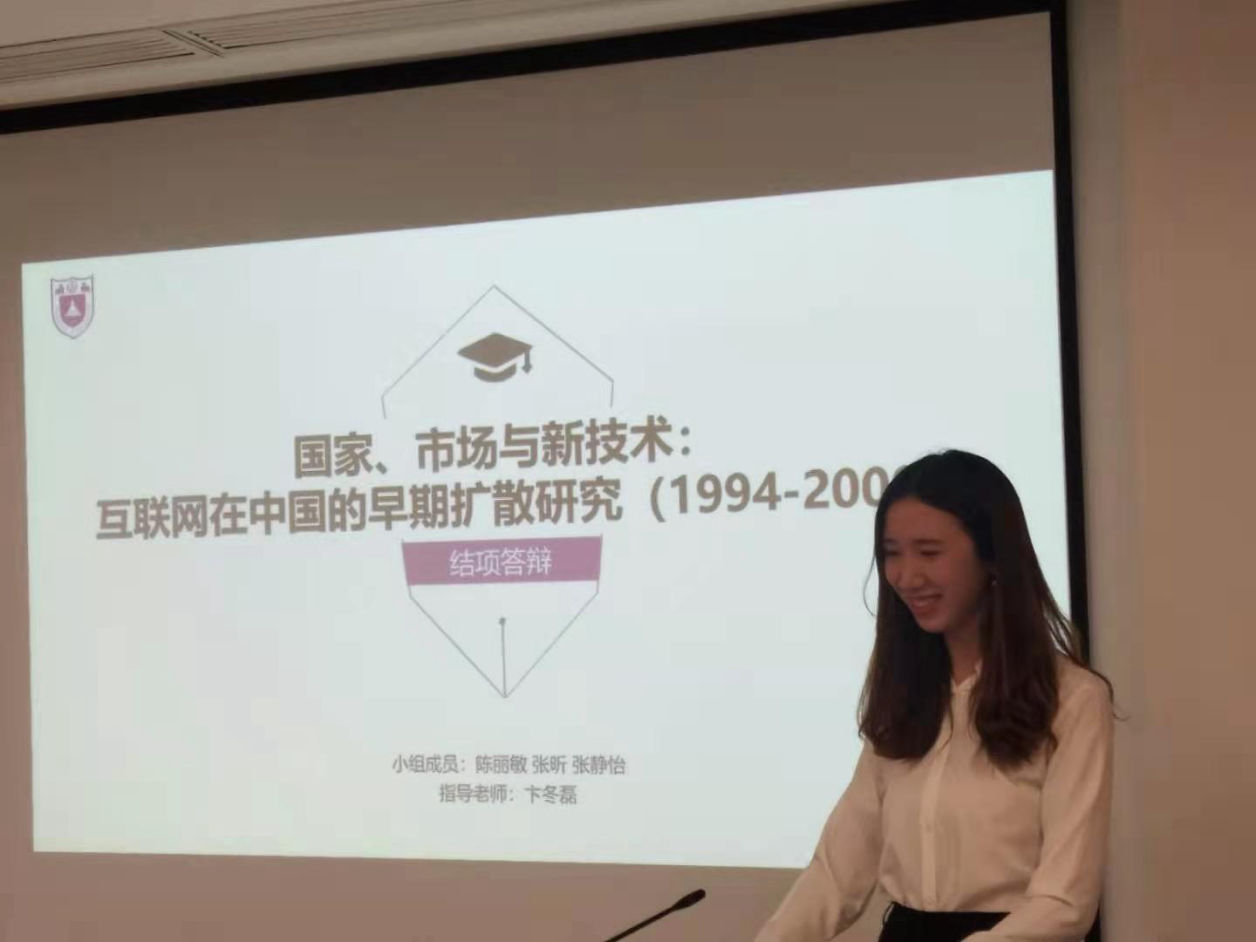 国家、市场与新技术：
互联网在中国的早期扩散研究（1994-200
结项答辩
小组成员：陈丽敏 张昕 张静怡
指导老师：卞冬磊